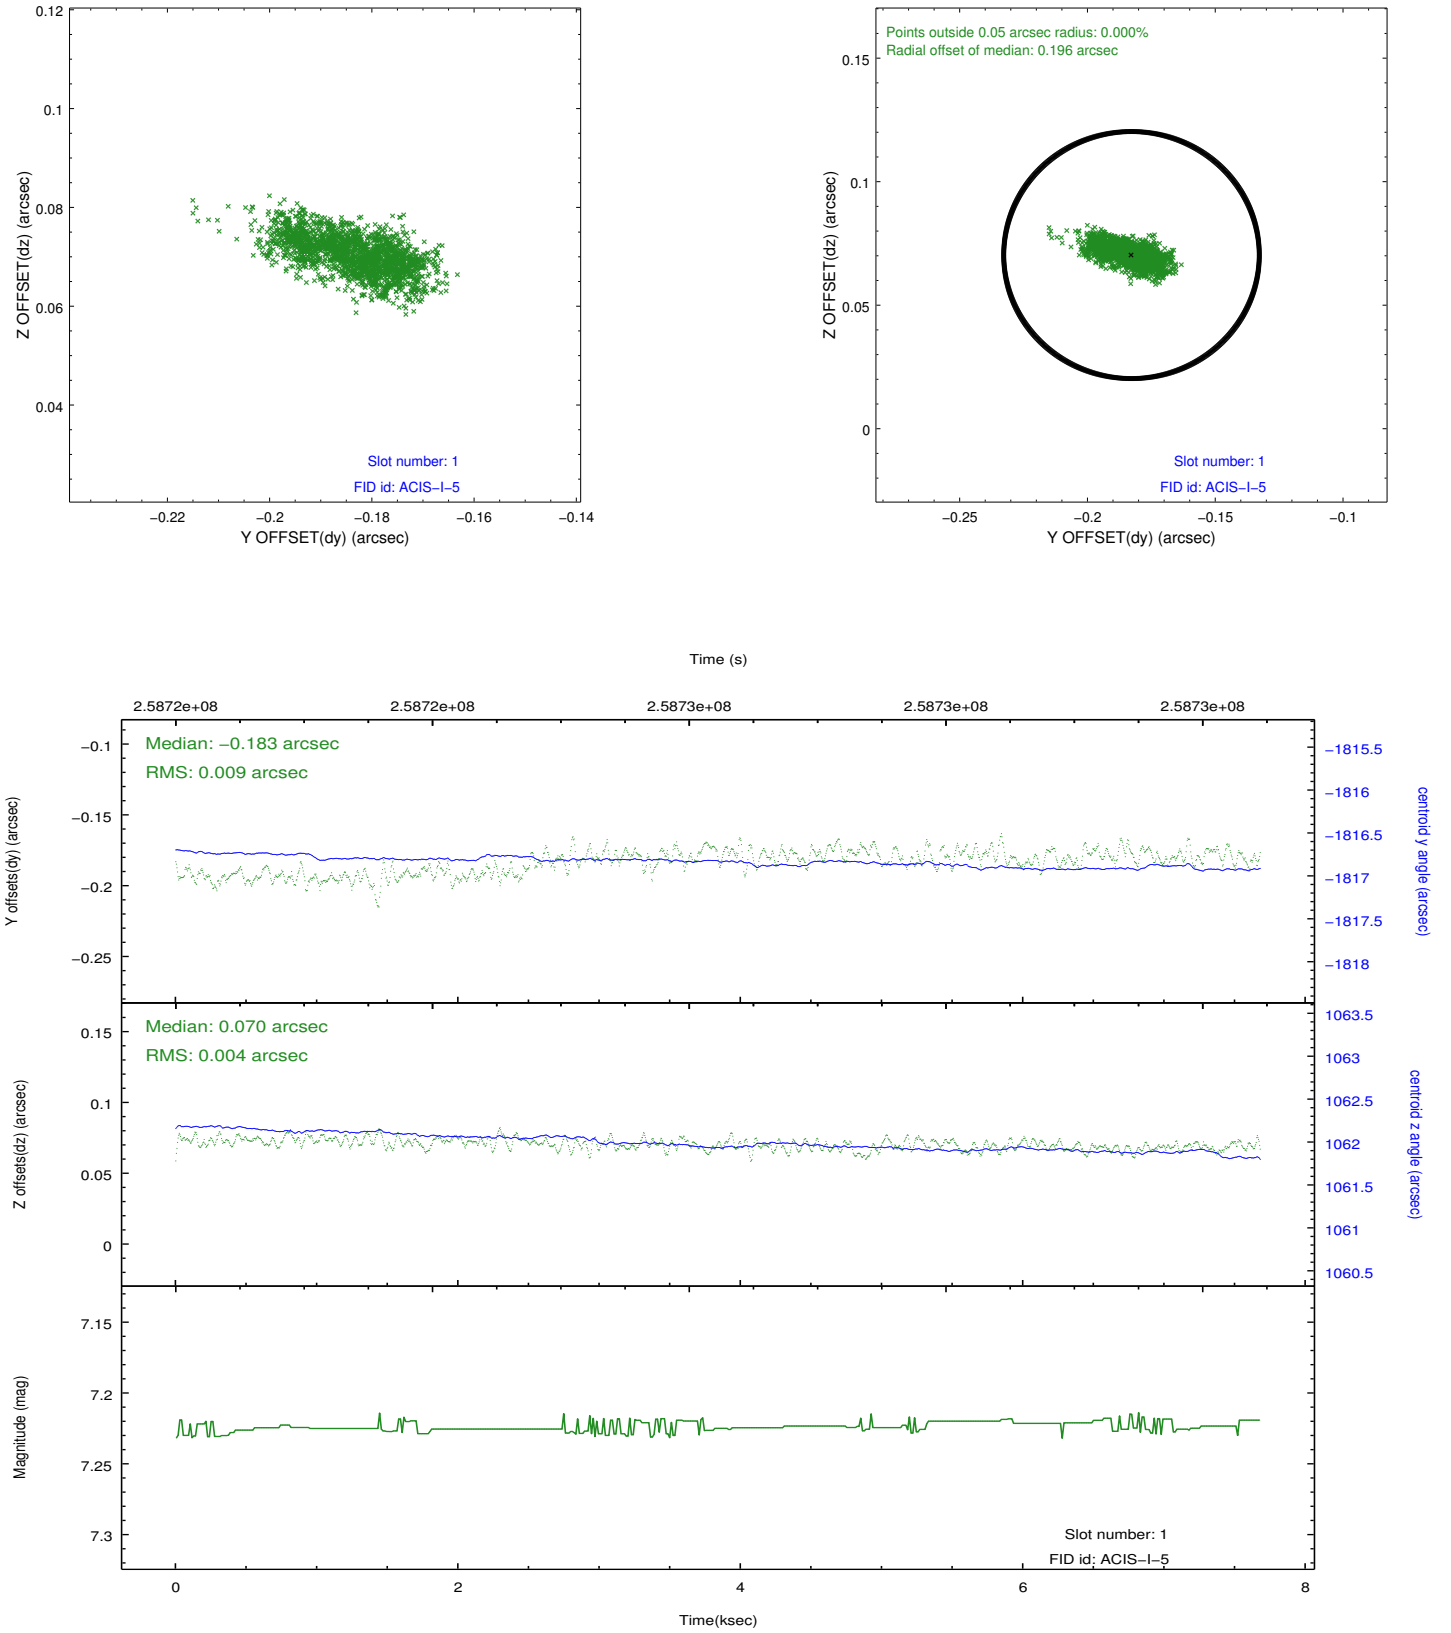 0.12
0.1
0.08
0.06
0.04
Z OFFSET(dz) (arcsec)
Slot number: 1
FID id: ACIS−I−5
−0.22
−0.2
−0.18
−0.16
−0.14
Y OFFSET(dy) (arcsec)
Points outside 0.05 arcsec radius: 0.000%
Radial offset of median: 0.196 arcsec
0.15
0.1
0.05
0
Z OFFSET(dz) (arcsec)
Slot number: 1
FID id: ACIS−I−5
−0.25
−0.2
−0.15
−0.1
Y OFFSET(dy) (arcsec)
Time (s)
2.5872e+08
2.5872e+08
2.5873e+08
2.5873e+08
2.5873e+08
Median: −0.183 arcsec
RMS: 0.009 arcsec
−0.1
−0.15
−0.2
−0.25
Y offsets(dy) (arcsec)
−1815.5
−1816
−1816.5
−1817
−1817.5
−1818
centroid y angle (arcsec)
Median: 0.070 arcsec
RMS: 0.004 arcsec
0.15
0.1
0.05
0
Z offsets(dz) (arcsec)
1063.5
1063
1062.5
1062
1061.5
1061
1060.5
centroid z angle (arcsec)
7.15
7.2
7.25
7.3
Magnitude (mag)
Slot number: 1
FID id: ACIS−I−5
0
2
4
6
8
Time(ksec)